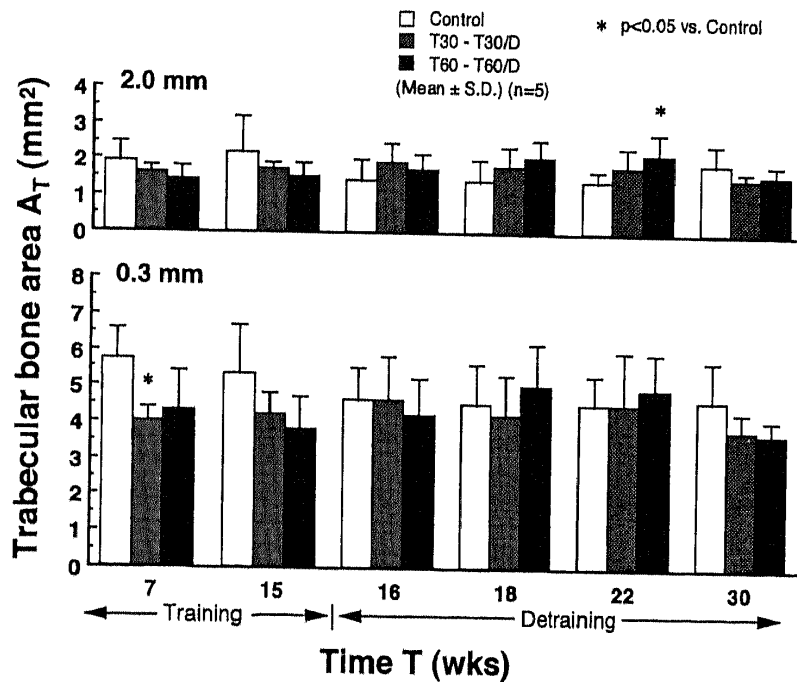 Control
T30 - T30/D
T60 - T60/D
(Mean ± S.D.) (n=5)
* p<0.05 vs. Control
Trabecular bone area A_T (mm²)
2.0 mm
4
3
2
1
0
*
0.3 mm
8
7
6
5
4
3
2
1
0
*
7 15 16 18 22 30
Training Detraining
Time T (wks)